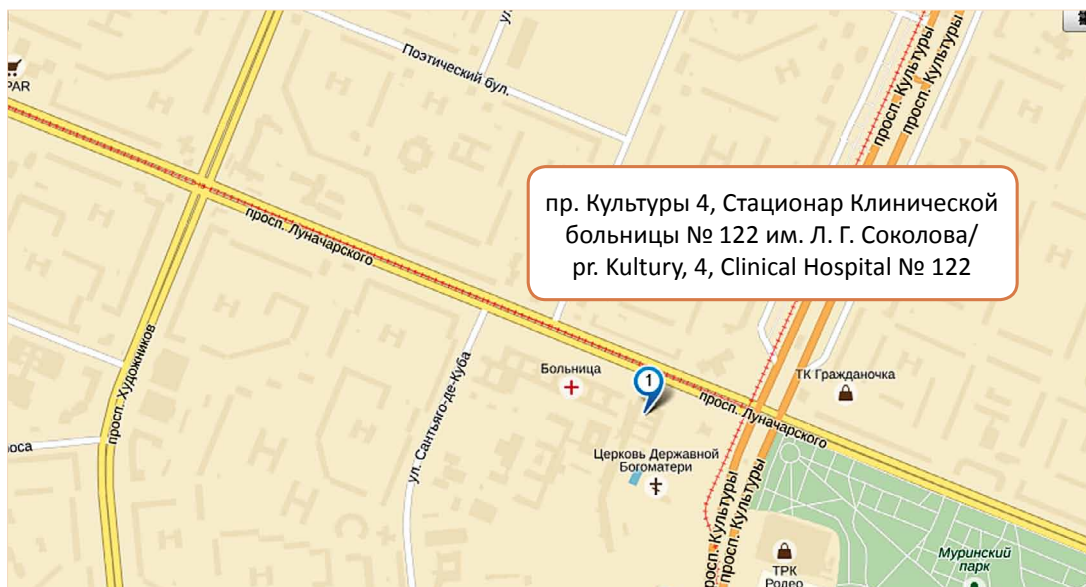 ул.
Поэтический бул.
просп. Культуры
просп. Культуры
PAR
пр. Культуры 4, Стационар Клинической
больницы № 122 им. Л. Г. Соколова/
pr. Kultury, 4, Clinical Hospital № 122
просп. Луначарского
просп. Художников
ул. Сантьяго-де-Куба
Больница
1
ТК Гражданочка
просп. Луначарского
Церковь Державной
Богоматери
просп. Культуры
просп. Культуры
Муринский
парк
ТРК
Родео